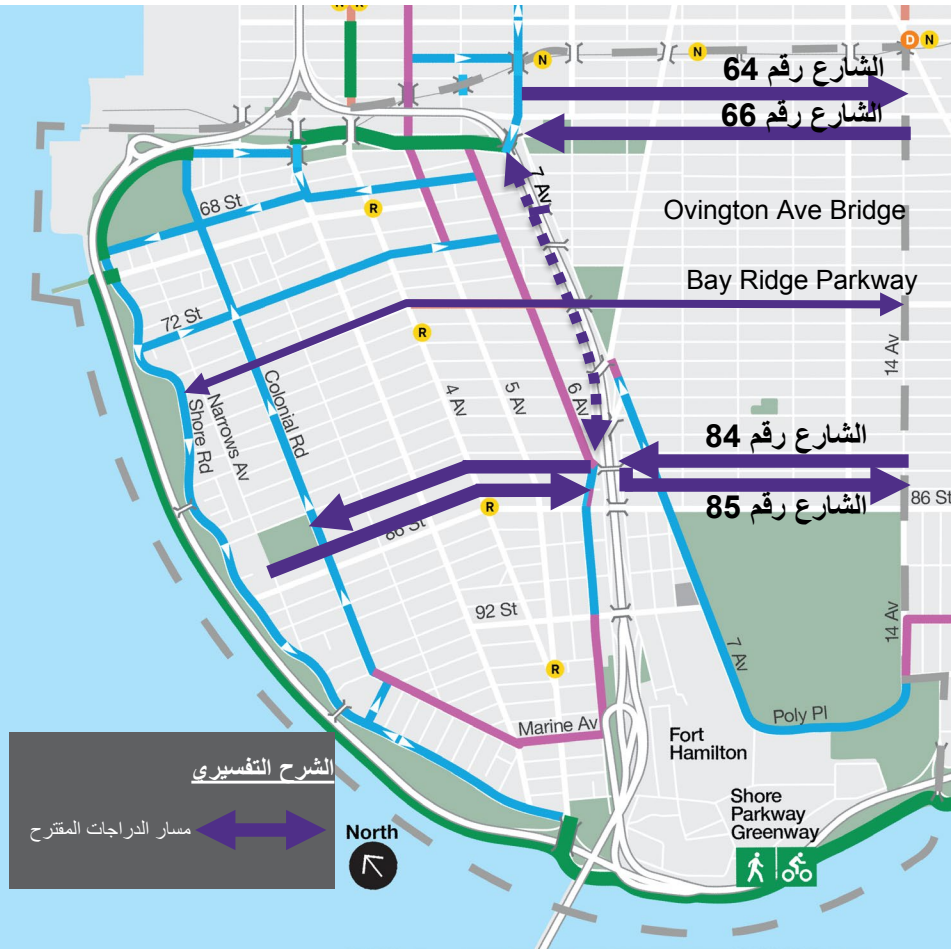 N
N
D N
الشارع رقم 64
الشارع رقم 66
7 Av
68 St
R
Ovington Ave Bridge
Bay Ridge Parkway
72 St
R
14 Av
Colonial Rd
4 Av
5 Av
6 Av
Narrows Av
Shore Rd
الشارع رقم 84
الشارع رقم 85
86 St
R
86 St
92 St
14 Av
7 Av
R
Poly Pl
Marine Av
Fort
Hamilton
الشرح التفسيري
مسار الدراجات المقترح
North
Shore
Parkway
Greenway